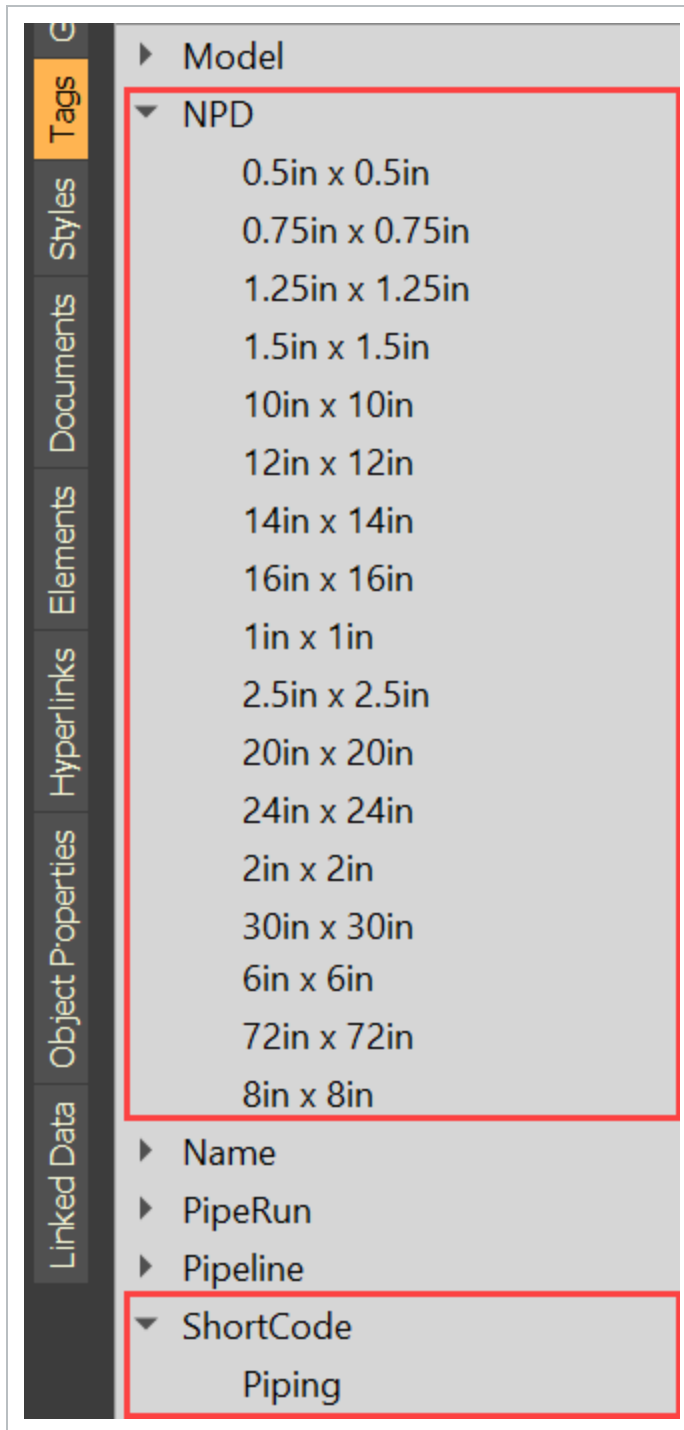 Model
NPD
0.5in x 0.5in
0.75in x 0.75in
1.25in x 1.25in
1.5in x 1.5in
10in x 10in
12in x 12in
14in x 14in
16in x 16in
1in x 1in
2.5in x 2.5in
20in x 20in
24in x 24in
2in x 2in
30in x 30in
6in x 6in
72in x 72in
8in x 8in
Name
PipeRun
Pipeline
ShortCode
Piping
Tags
Styles
Documents
Elements
Hyperlinks
Object Properties
Linked Data